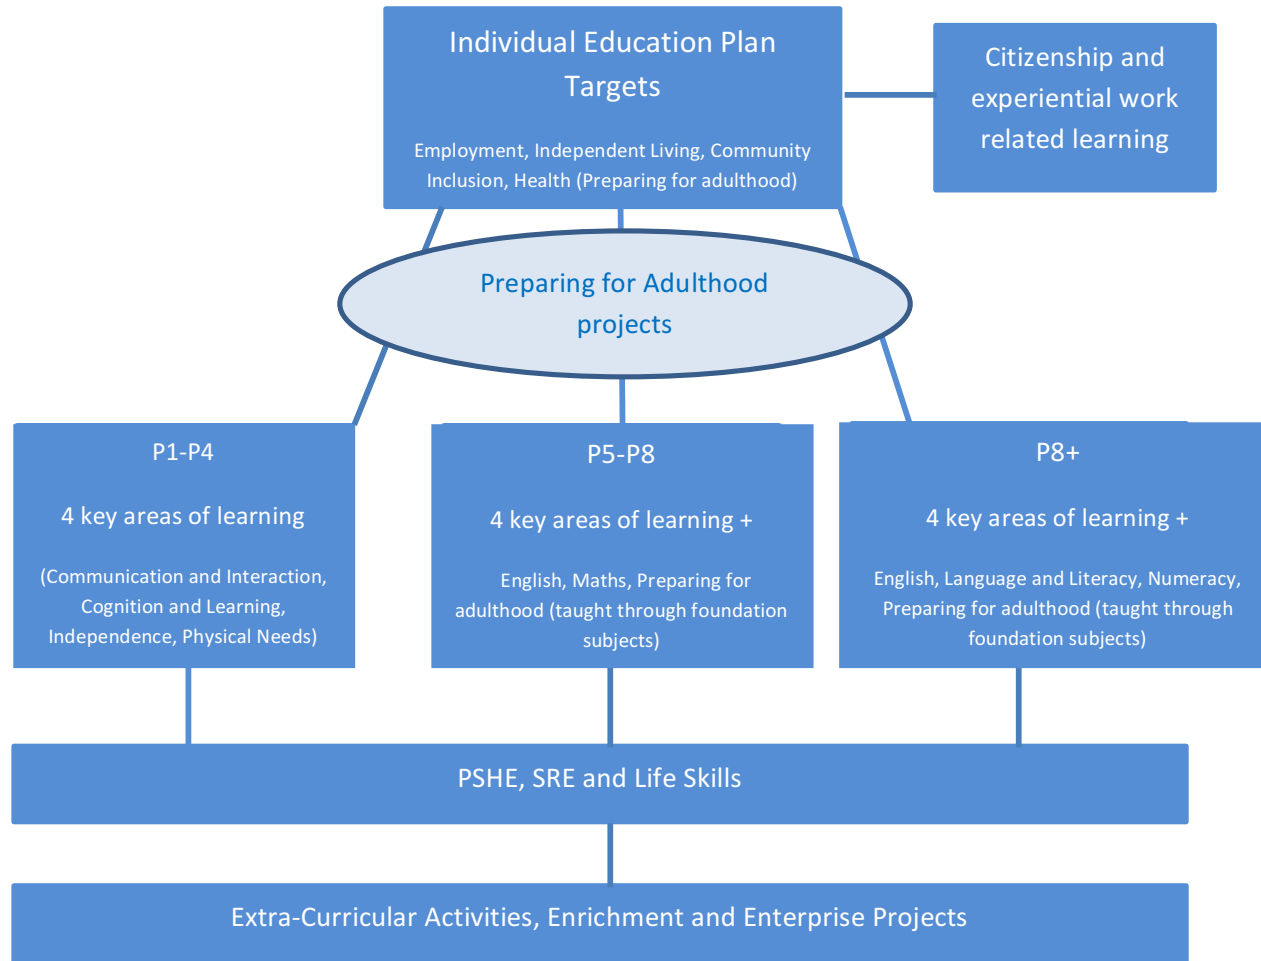 Individual Education Plan
Targets
Employment, Independent Living, Community
Inclusion, Health (Preparing for adulthood)
Citizenship and
experiential work
related learning
Preparing for Adulthood
projects
P1-P4
4 key areas of learning
(Communication and Interaction,
Cognition and Learning,
Independence, Physical Needs)
P5-P8
4 key areas of learning +
English, Maths, Preparing for
adulthood (taught through foundation
subjects)
P8+
4 key areas of learning +
English, Language and Literacy, Numeracy,
Preparing for adulthood (taught through
foundation subjects)
PSHE, SRE and Life Skills
Extra-Curricular Activities, Enrichment and Enterprise Projects